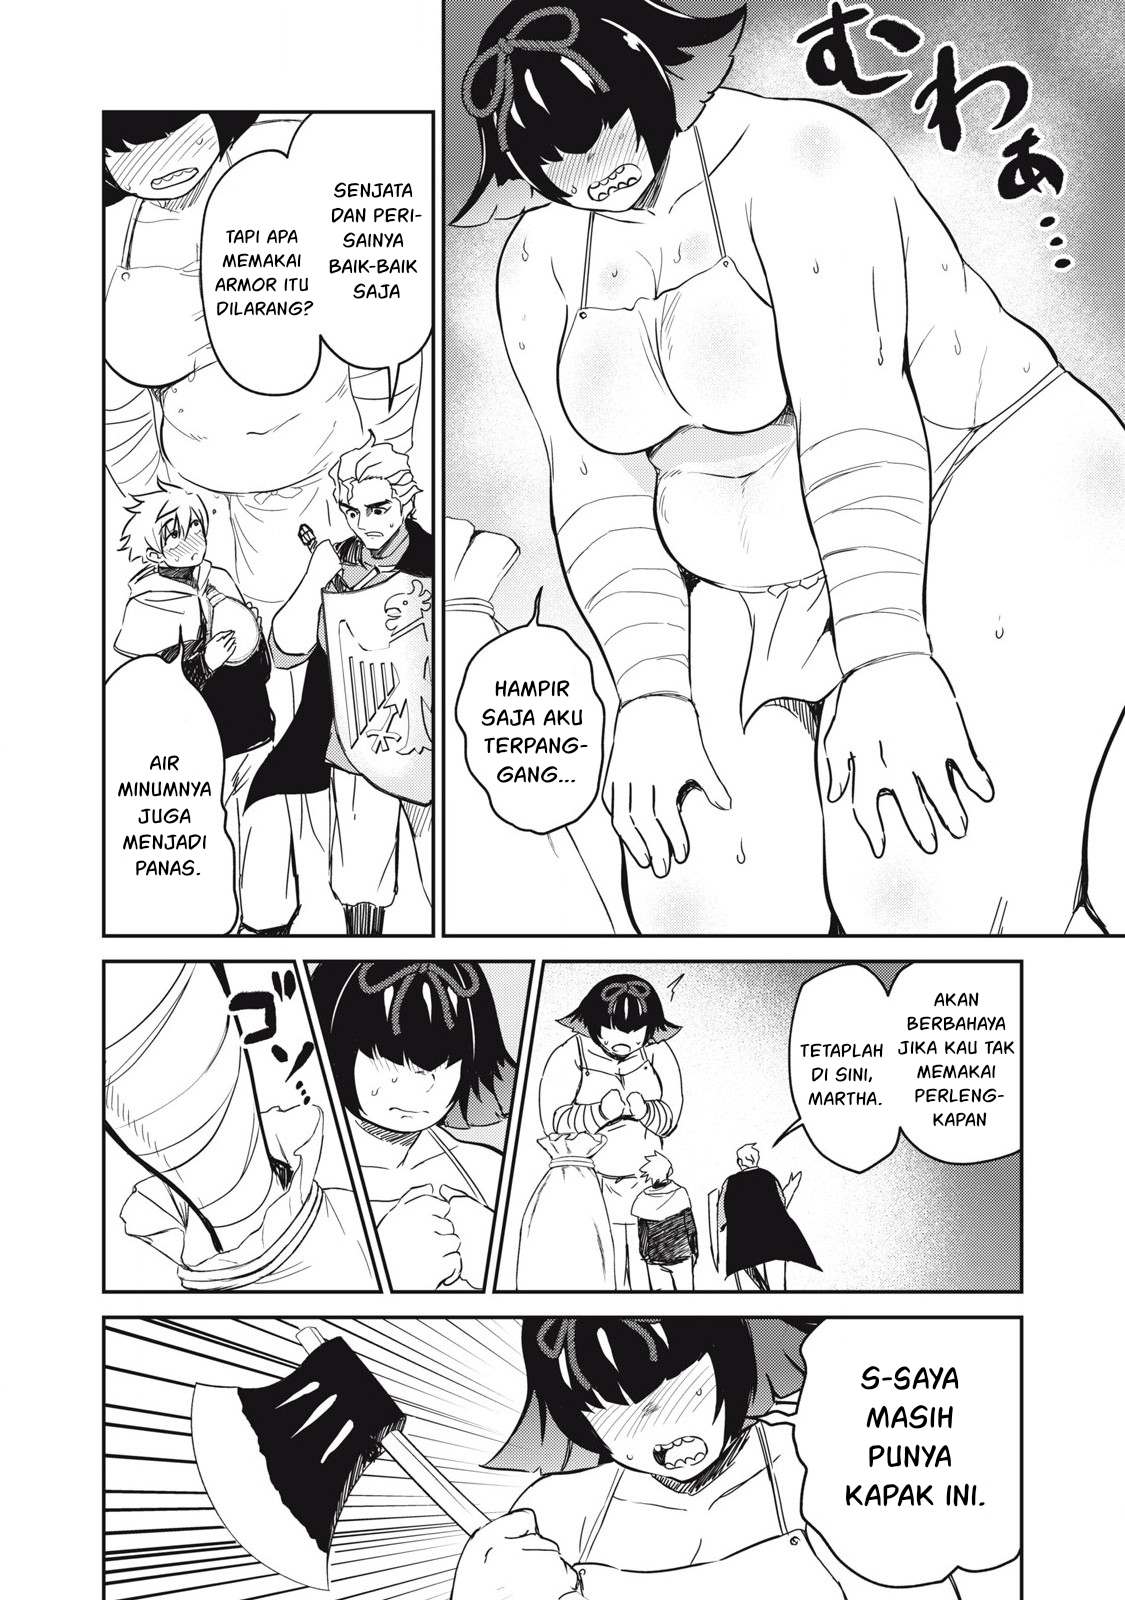 むわぁ…
HAMPIR
SAJA AKU
TERPANG-
GANG...
SENJATA
DAN PERI-
SAINYA
BAIK-BAIK
SAJA
TAPI APA
MEMAKAI
ARMOR ITU
DILARANG?
AIR
MINUMNYA
JUGA
MENJADI
PANAS.
AKAN
BERBAHAYA
JIKA KAU TAK
MEMAKAI
PERLENG-
KAPAN
TETAPLAH
DI SINI,
MARTHA.
ゴソ…
S-SAYA
MASIH
PUNYA
KAPAK INI.